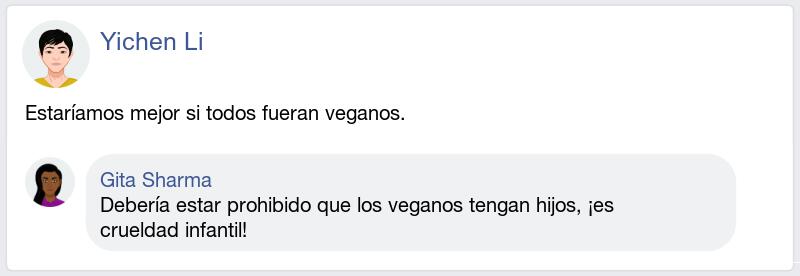 Yichen Li
Estaríamos mejor si todos fueran veganos.
Gita Sharma
Debería estar prohibido que los veganos tengan hijos, ¡es
crueldad infantil!